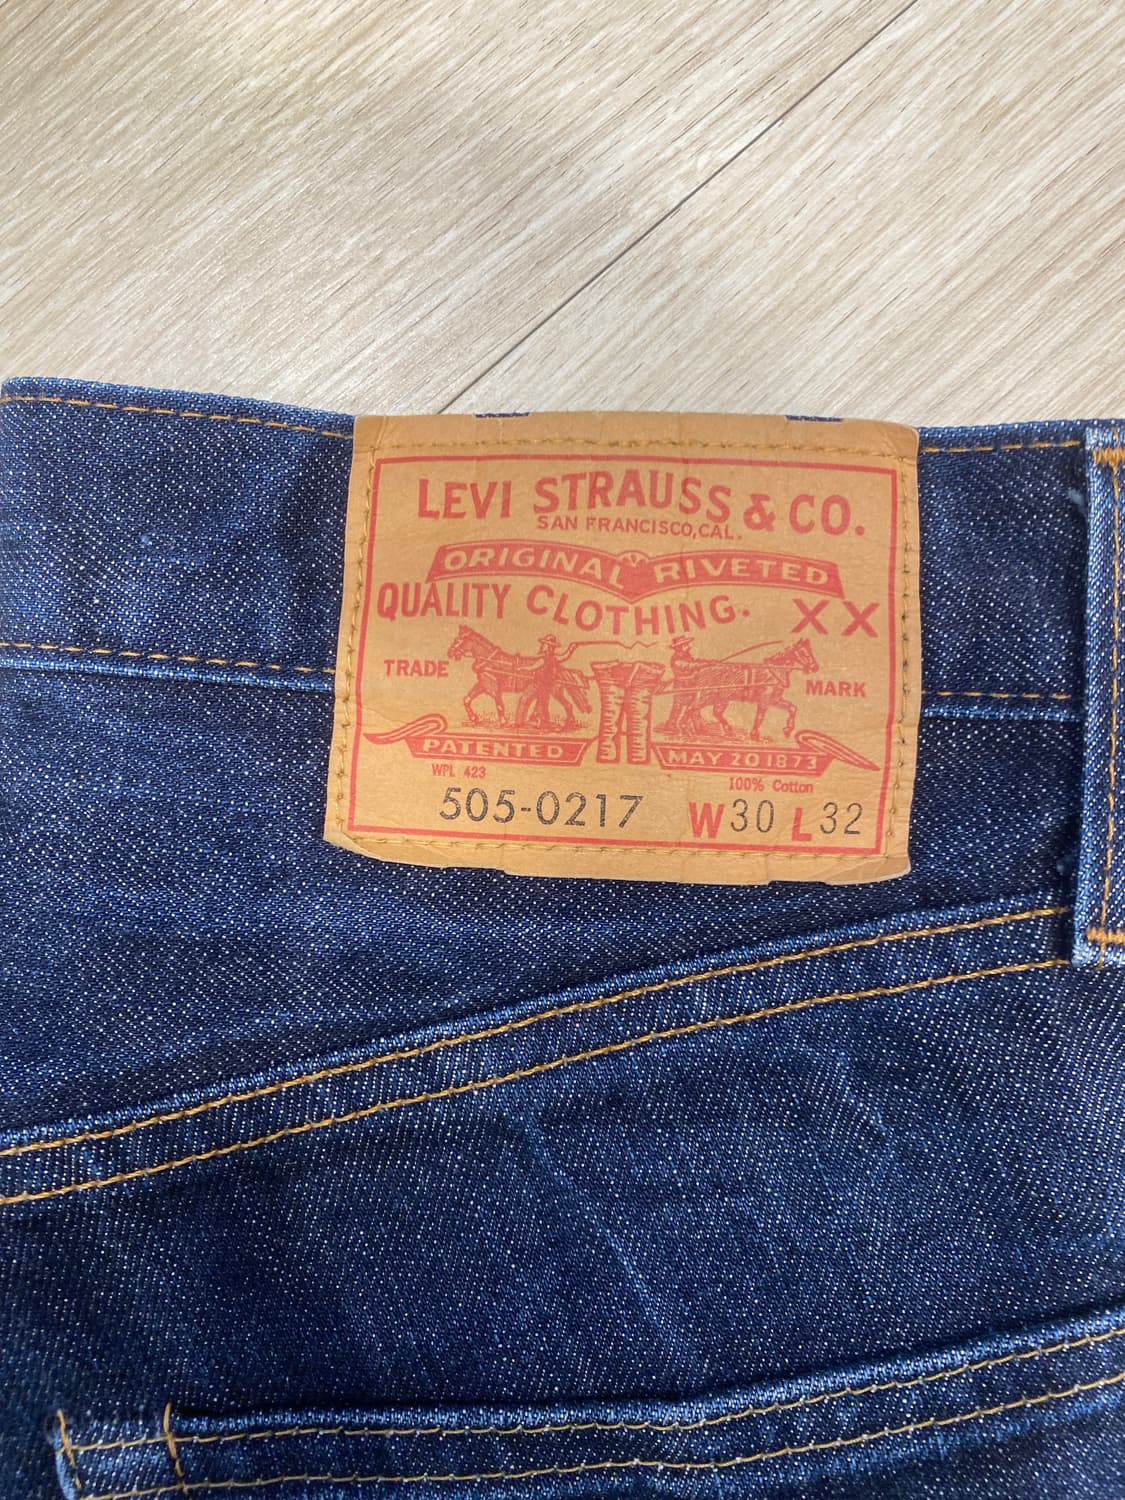 LEVI STRAUSS & CO.
SAN FRANCISCO, CAL.
ORIGINAL RIVETED
QUALITY CLOTHING. XX
TRADE MARK
PATENTED MAY 20 1873
WPL 423 100% Cotton
505-0217 W30 L32